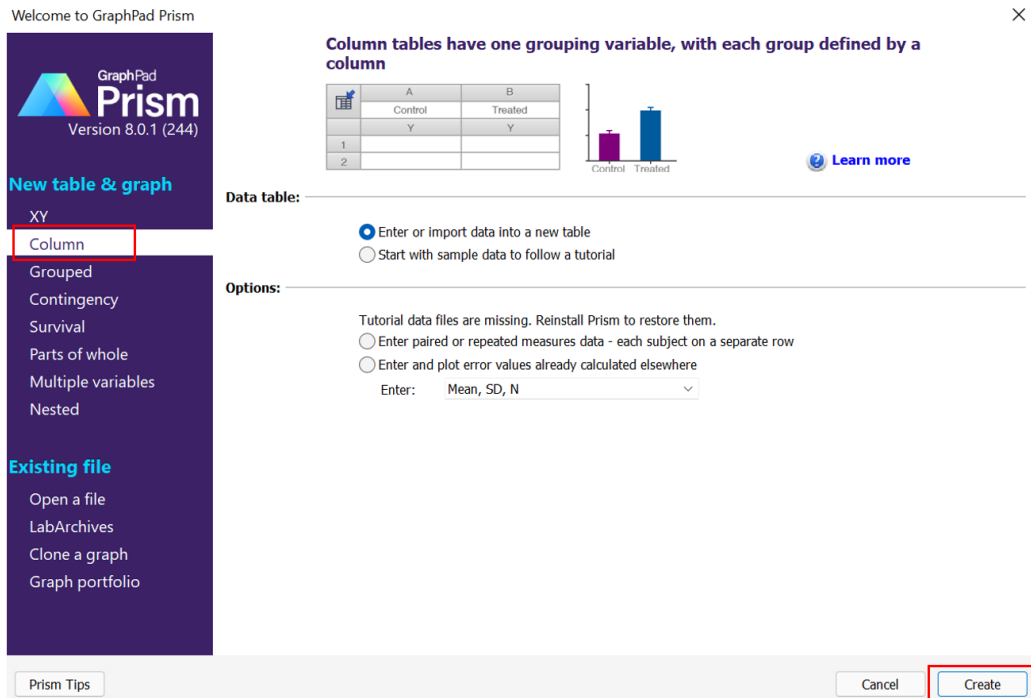 Welcome to GraphPad Prism
GraphPad
Prism
Version 8.0.1 (244)
New table & graph
XY
Column
Grouped
Contingency
Survival
Parts of whole
Multiple variables
Nested
Existing file
Open a file
LabArchives
Clone a graph
Graph portfolio
Prism Tips
Column tables have one grouping variable, with each group defined by a
column
A B
Control Treated
Y Y
1
2
Control Treated
Learn more
Data table:
Enter or import data into a new table
Start with sample data to follow a tutorial
Options:
Tutorial data files are missing. Reinstall Prism to restore them.
Enter paired or repeated measures data - each subject on a separate row
Enter and plot error values already calculated elsewhere
Enter: Mean, SD, N
Cancel Create